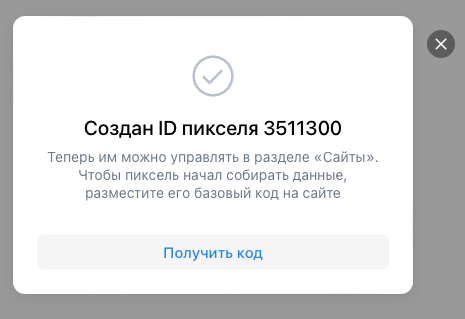 Создан ID пикселя 3511300
Теперь им можно управлять в разделе «Сайты».
Чтобы пиксель начал собирать данные,
разместите его базовый код на сайте
Получить код